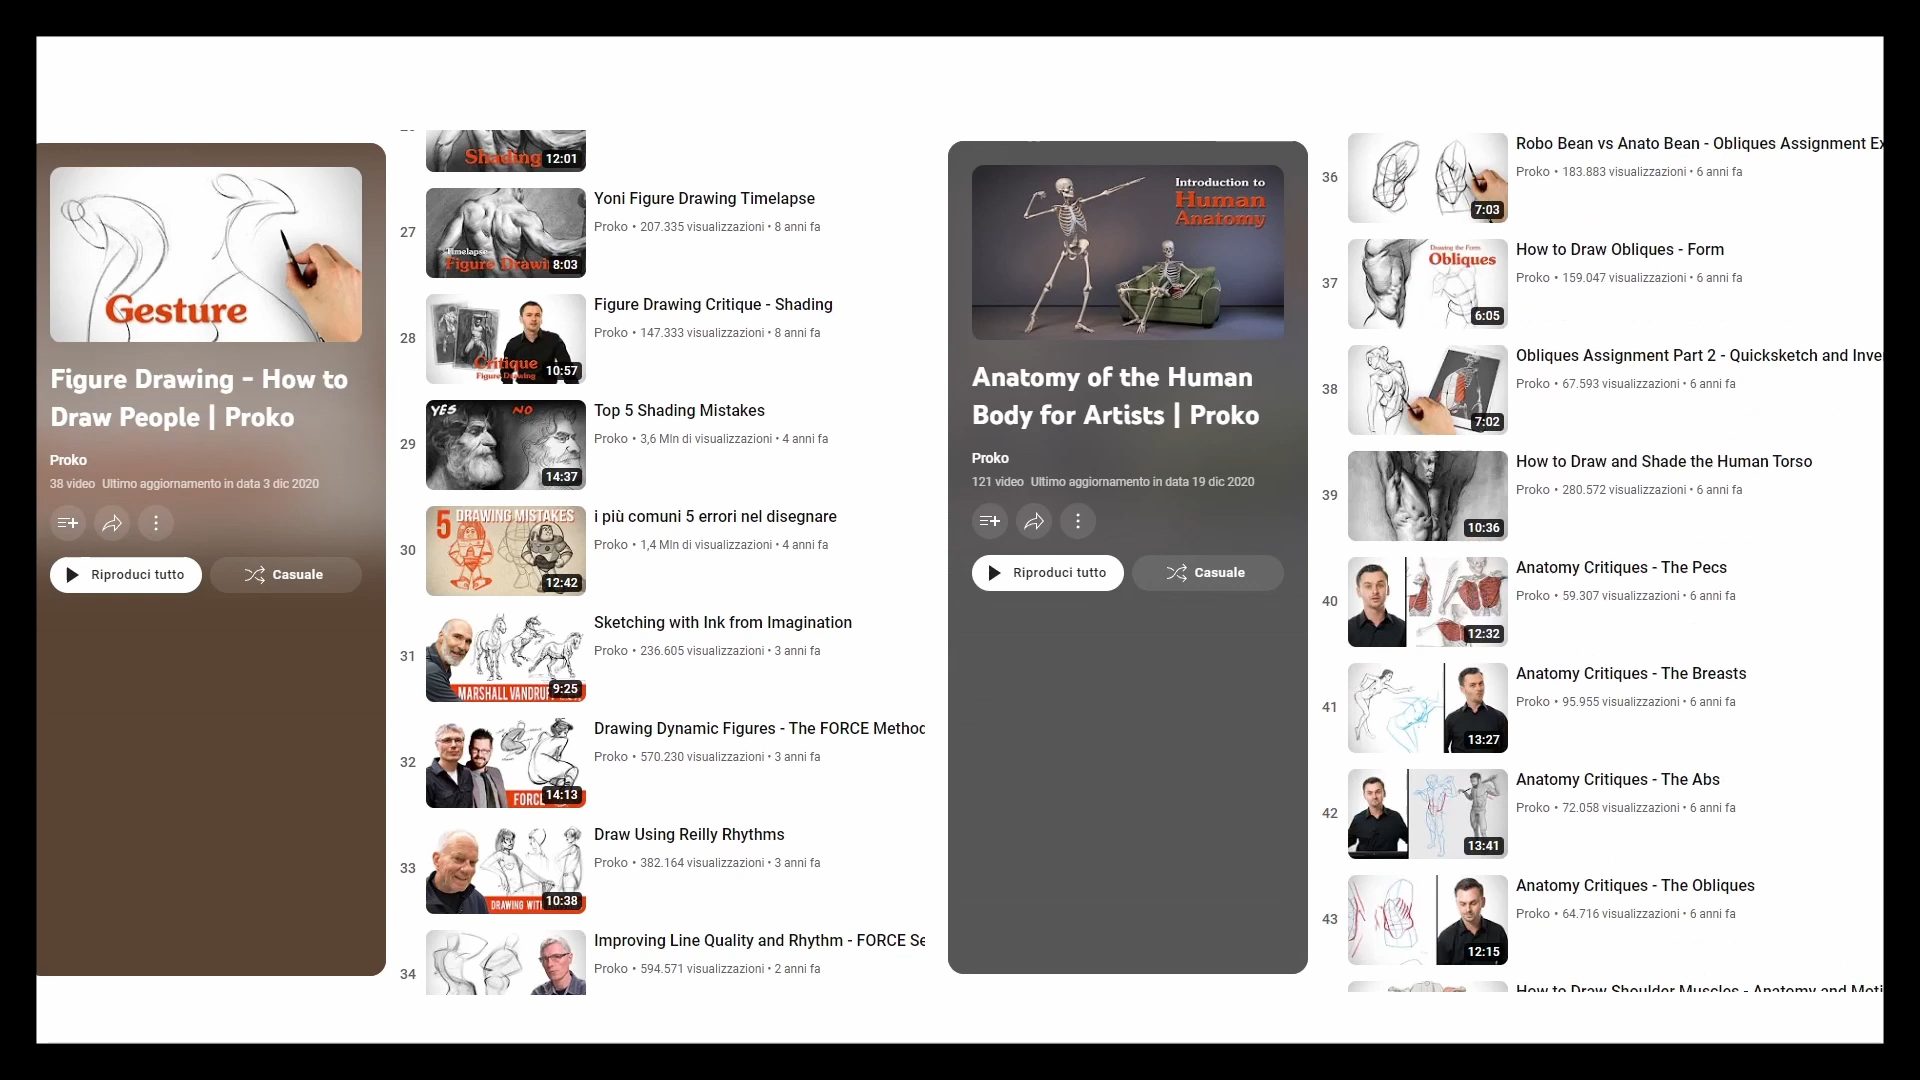 Gesture
Figure Drawing - How to
Draw People | Proko
Proko
38 video Ultimo aggiornamento in data 3 dic 2020
Riproduci tutto
Casuale
Shading
12:01
27
Timelapse
8:03
Yoni Figure Drawing Timelapse
Proko • 207.335 visualizzazioni • 8 anni fa
28
Critique
Figure Drawing
10:57
Figure Drawing Critique - Shading
Proko • 147.333 visualizzazioni • 8 anni fa
29
YES
NO
14:37
Top 5 Shading Mistakes
Proko • 3,6 Mln di visualizzazioni • 4 anni fa
30
5 DRAWING MISTAKES
12:42
i più comuni 5 errori nel disegnare
Proko • 1,4 Mln di visualizzazioni • 4 anni fa
31
MARSHALL
9:25
Sketching with Ink from Imagination
Proko • 236.605 visualizzazioni • 3 anni fa
32
FORCE
14:13
Drawing Dynamic Figures - The FORCE Method
Proko • 570.230 visualizzazioni • 3 anni fa
33
DRAWING
10:38
Draw Using Reilly Rhythms
Proko • 382.164 visualizzazioni • 3 anni fa
34
Improving Line Quality and Rhythm - FORCE
Proko • 594.571 visualizzazioni • 2 anni fa
Introduction to
Human
Anatomy
Anatomy of the Human
Body for Artists | Proko
Proko
121 video Ultimo aggiornamento in data 19 dic 2020
Riproduci tutto
Casuale
36
7:03
Robo Bean vs Anato Bean - Obliques Assignment
Proko • 183.883 visualizzazioni • 6 anni fa
37
Drawing the Form
Obliques
6:05
How to Draw Obliques - Form
Proko • 159.047 visualizzazioni • 6 anni fa
38
7:02
Obliques Assignment Part 2 - Quicksketch and
Proko • 67.593 visualizzazioni • 6 anni fa
39
10:36
How to Draw and Shade the Human Torso
Proko • 280.572 visualizzazioni • 6 anni fa
40
12:32
Anatomy Critiques - The Pecs
Proko • 59.307 visualizzazioni • 6 anni fa
41
13:27
Anatomy Critiques - The Breasts
Proko • 95.955 visualizzazioni • 6 anni fa
42
13:41
Anatomy Critiques - The Abs
Proko • 72.058 visualizzazioni • 6 anni fa
43
12:15
Anatomy Critiques - The Obliques
Proko • 64.716 visualizzazioni • 6 anni fa
How to Draw Shoulder Muscles - Anatomy and